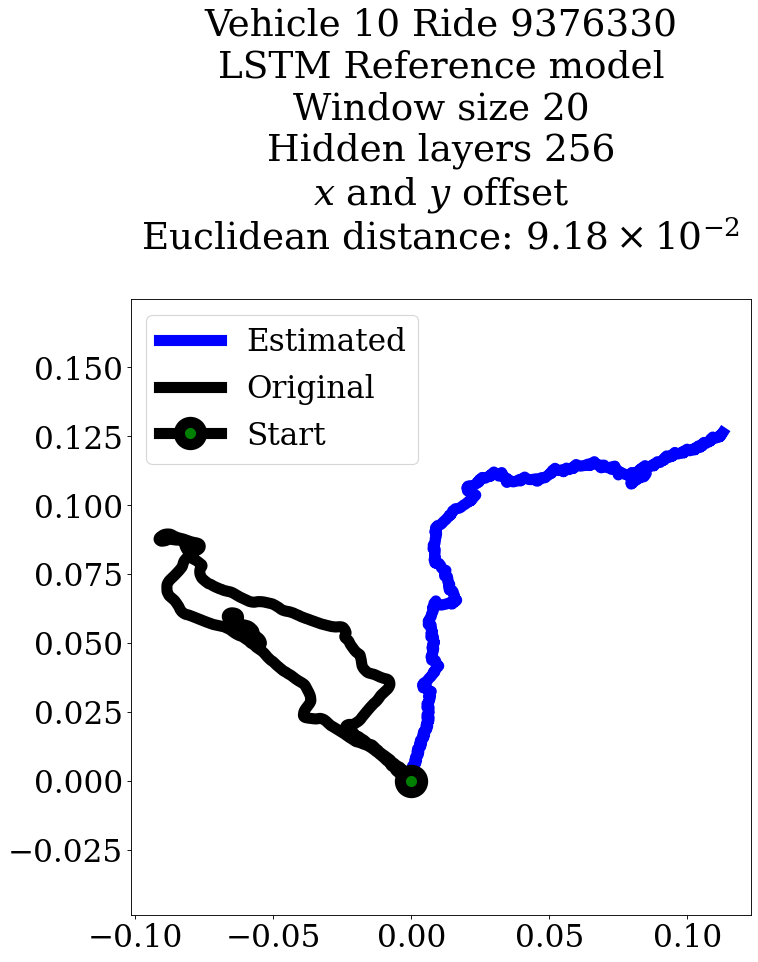 Vehicle 10 Ride 9376330
LSTM Reference model
Window size 20
Hidden layers 256
x and y offset
Euclidean distance: 9.18 × 10⁻²
Estimated
Original
Start
0.150
0.125
0.100
0.075
0.050
0.025
0.000
−0.025
−0.10 −0.05 0.00 0.05 0.10